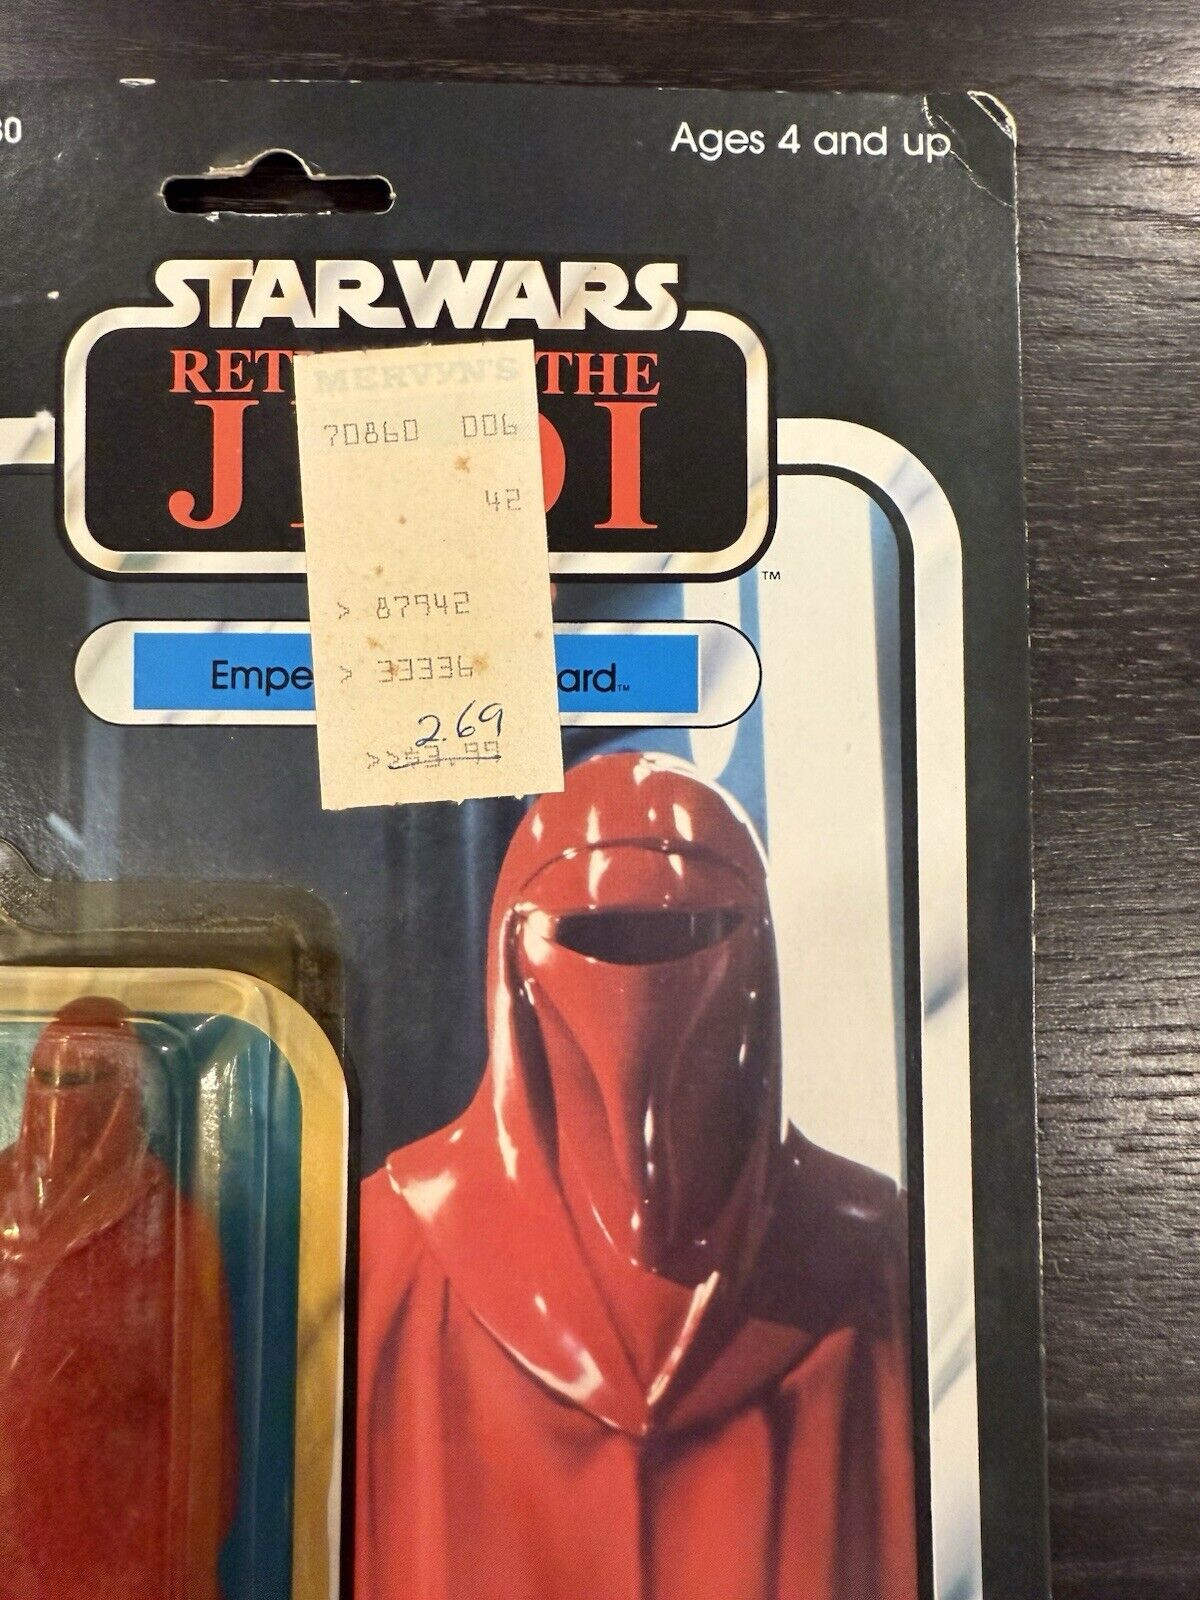 Ages 4 and up
STAR WARS
RET THE
J DI
MERVYN'S
70860 006
42
> 87942
> 33336
2.69
TM
Empe ard TM